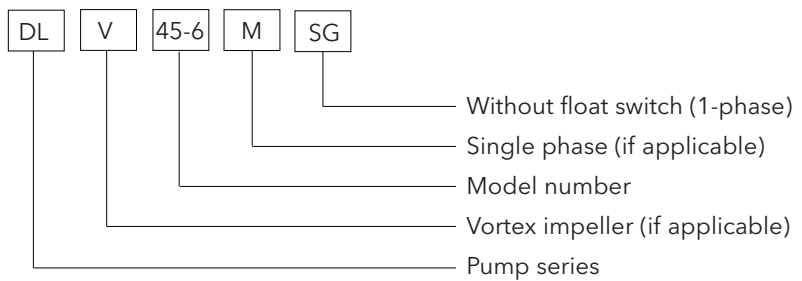 DL V 45-6 M SG
Without float switch (1-phase)
Single phase (if applicable)
Model number
Vortex impeller (if applicable)
Pump series